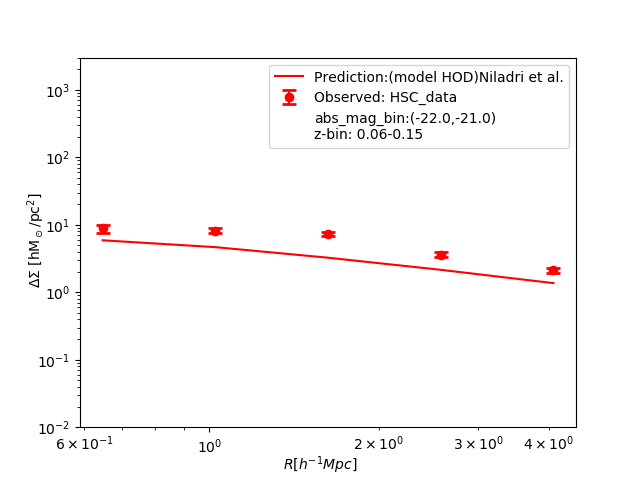 Prediction:(model HOD)Niladri et al.
Observed: HSC_data
abs_mag_bin:(-22.0,-21.0)
z-bin: 0.06-0.15
ΔΣ [hM⊙/pc²]
10³
10²
10¹
10⁰
10⁻¹
10⁻²
6 × 10⁻¹ 10⁰ 2 × 10⁰ 3 × 10⁰ 4 × 10⁰
R[h⁻¹Mpc]